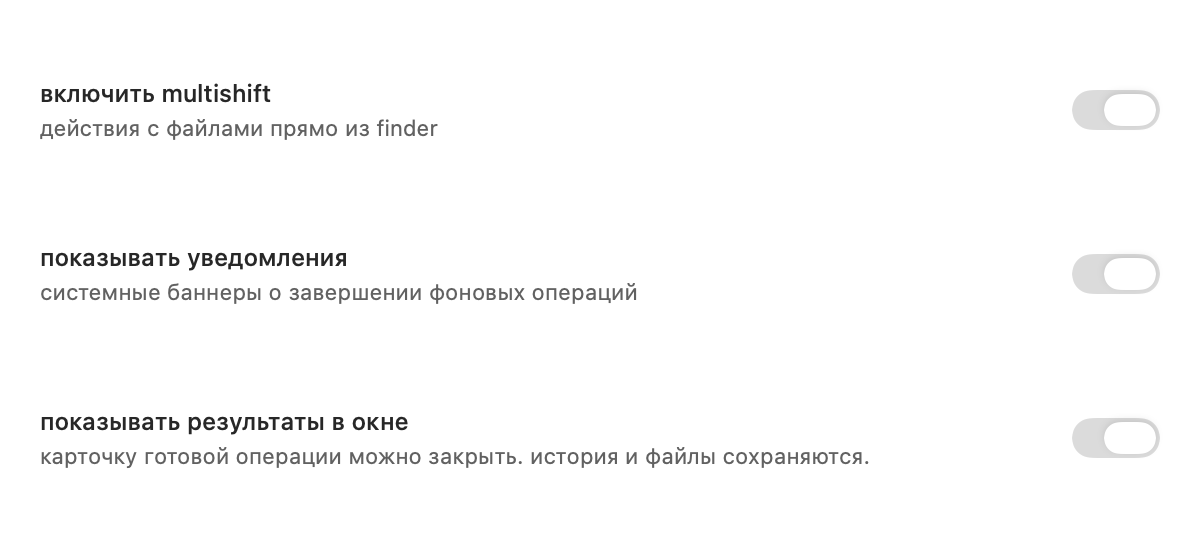 включить multishift
действия с файлами прямо из finder
показывать уведомления
системные баннеры о завершении фоновых операций
показывать результаты в окне
карточку готовой операции можно закрыть. история и файлы сохраняются.